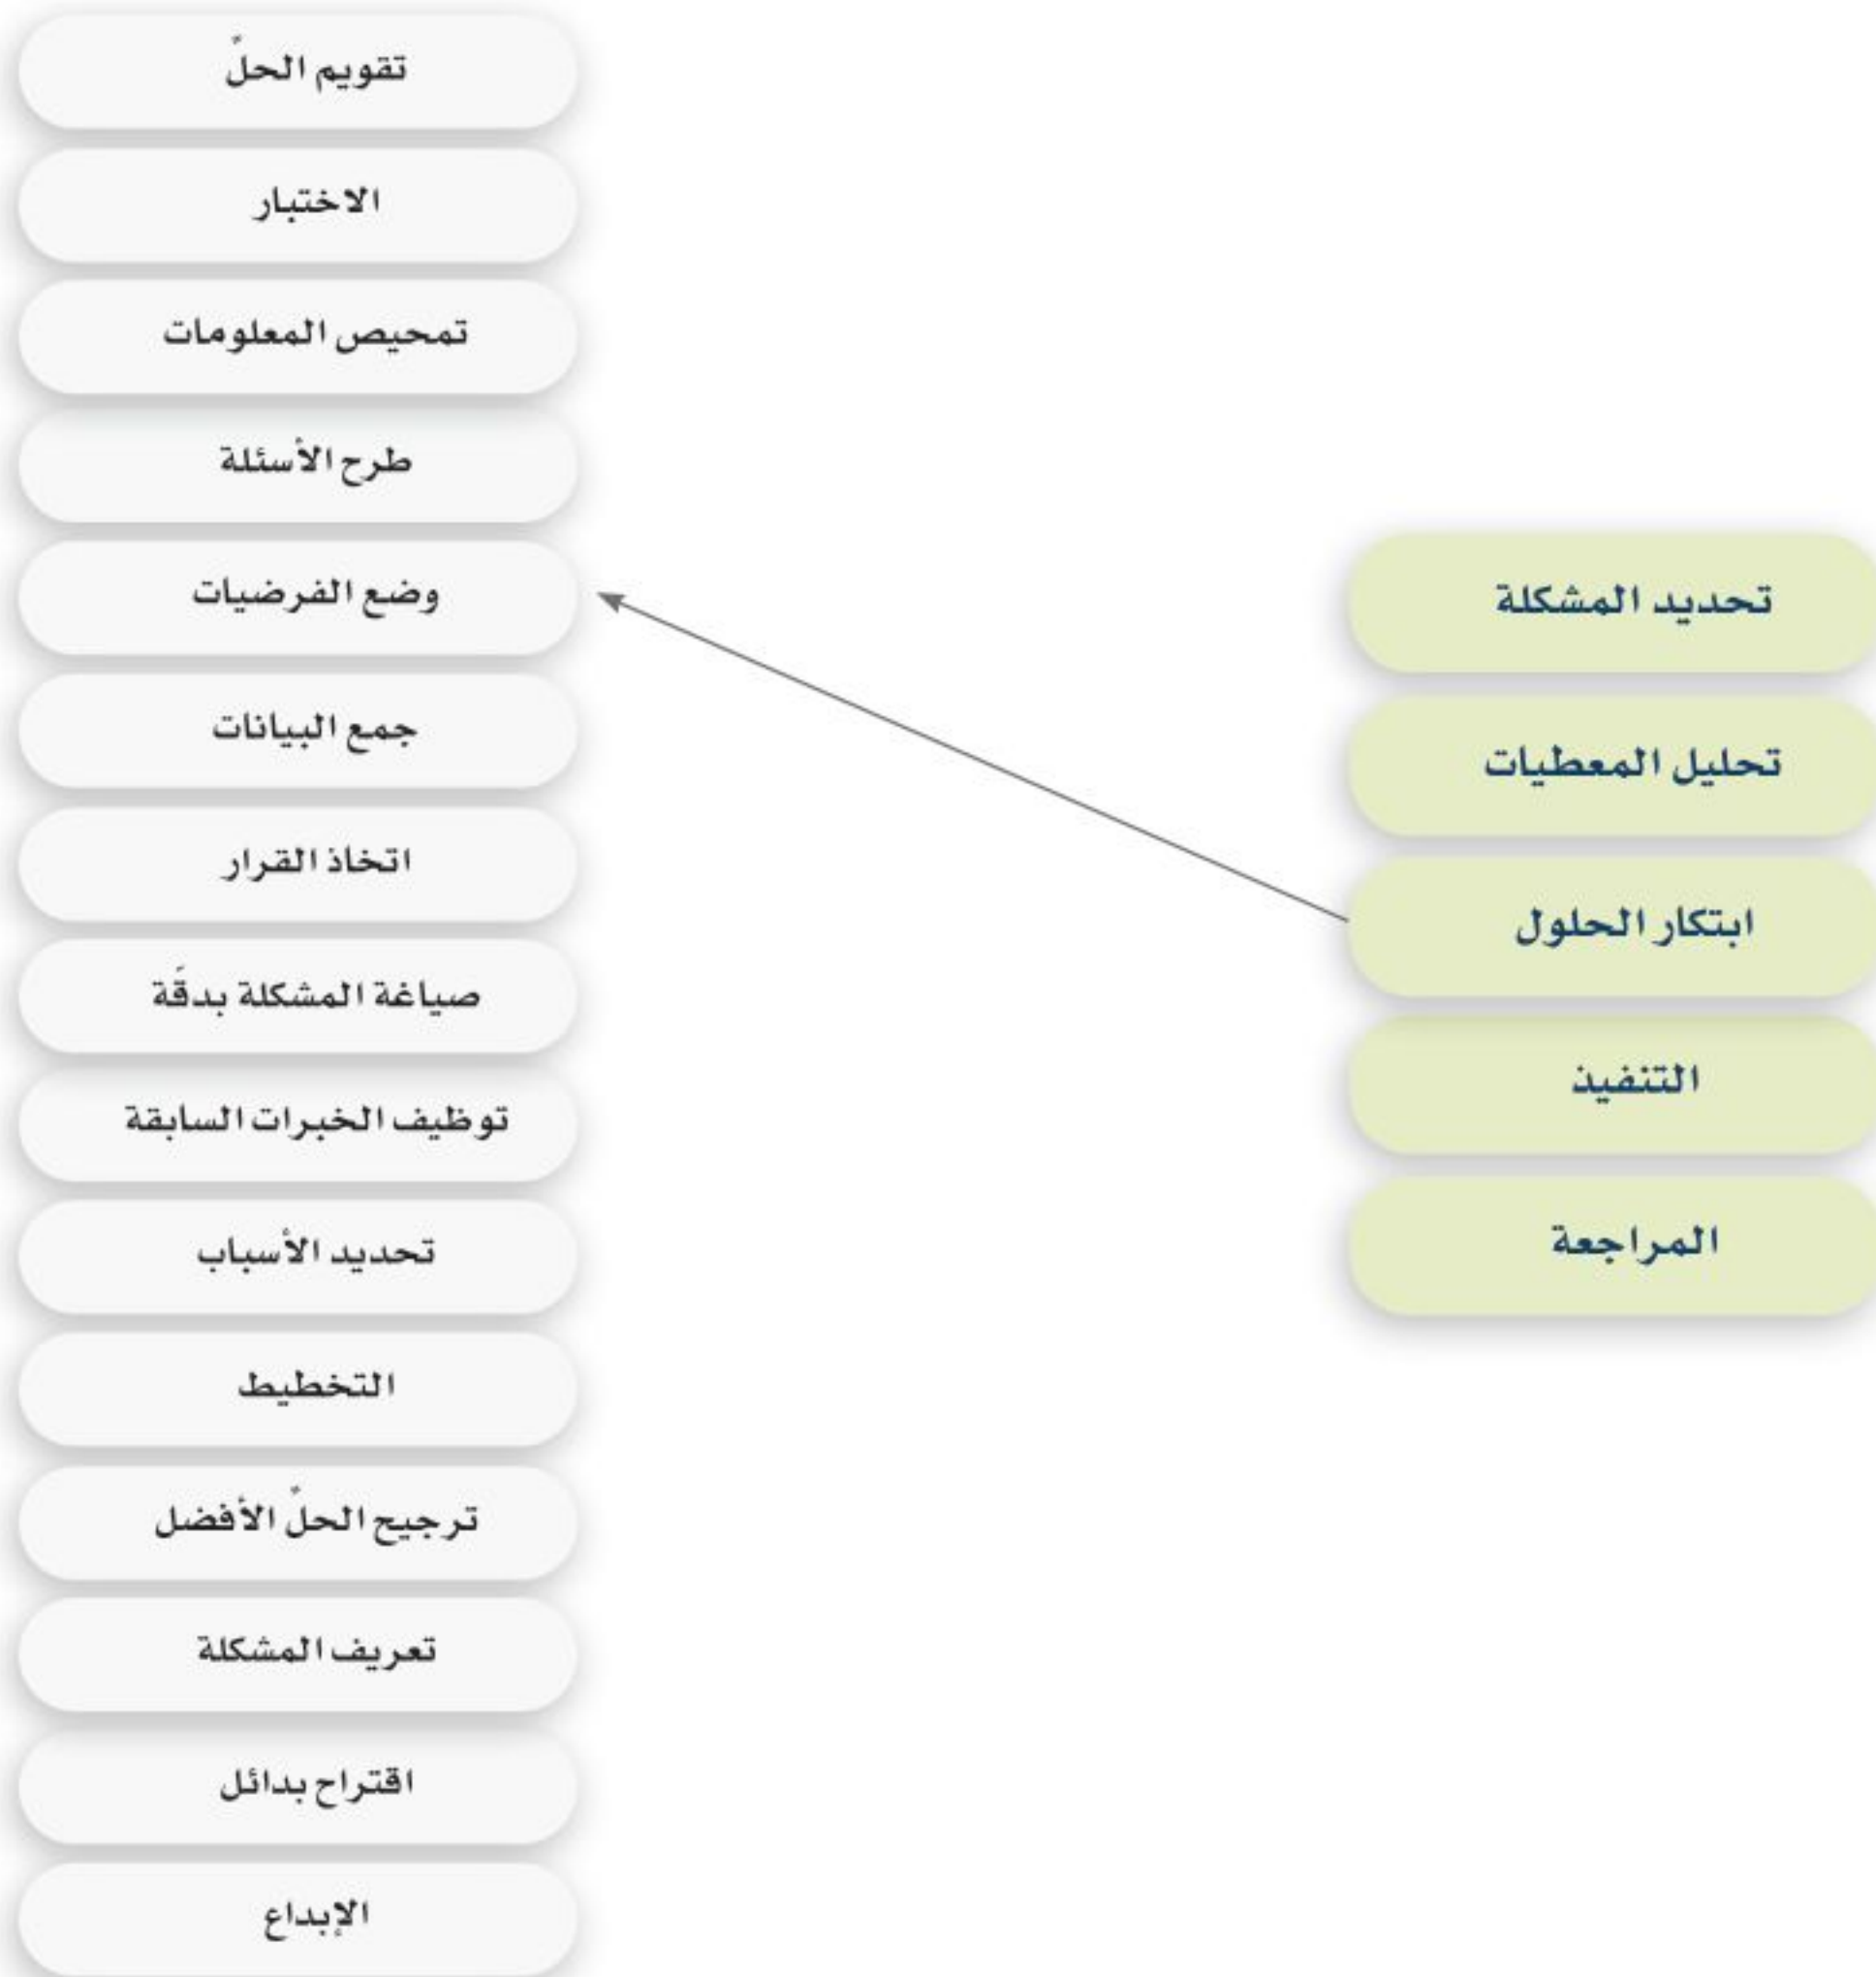 تحديد المشكلة
تحليل المعطيات
ابتكار الحلول
التنفيذ
المراجعة
تقويم الحلّ
الاختبار
تمحيص المعلومات
طرح الأسئلة
وضع الفرضيات
جمع البيانات
اتخاذ القرار
صياغة المشكلة بدقَة
توظيف الخبرات السابقة
تحديد الأسباب
التخطيط
ترجيح الحلّ الأفضل
تعريف المشكلة
اقتراح بدائل
الإبداع